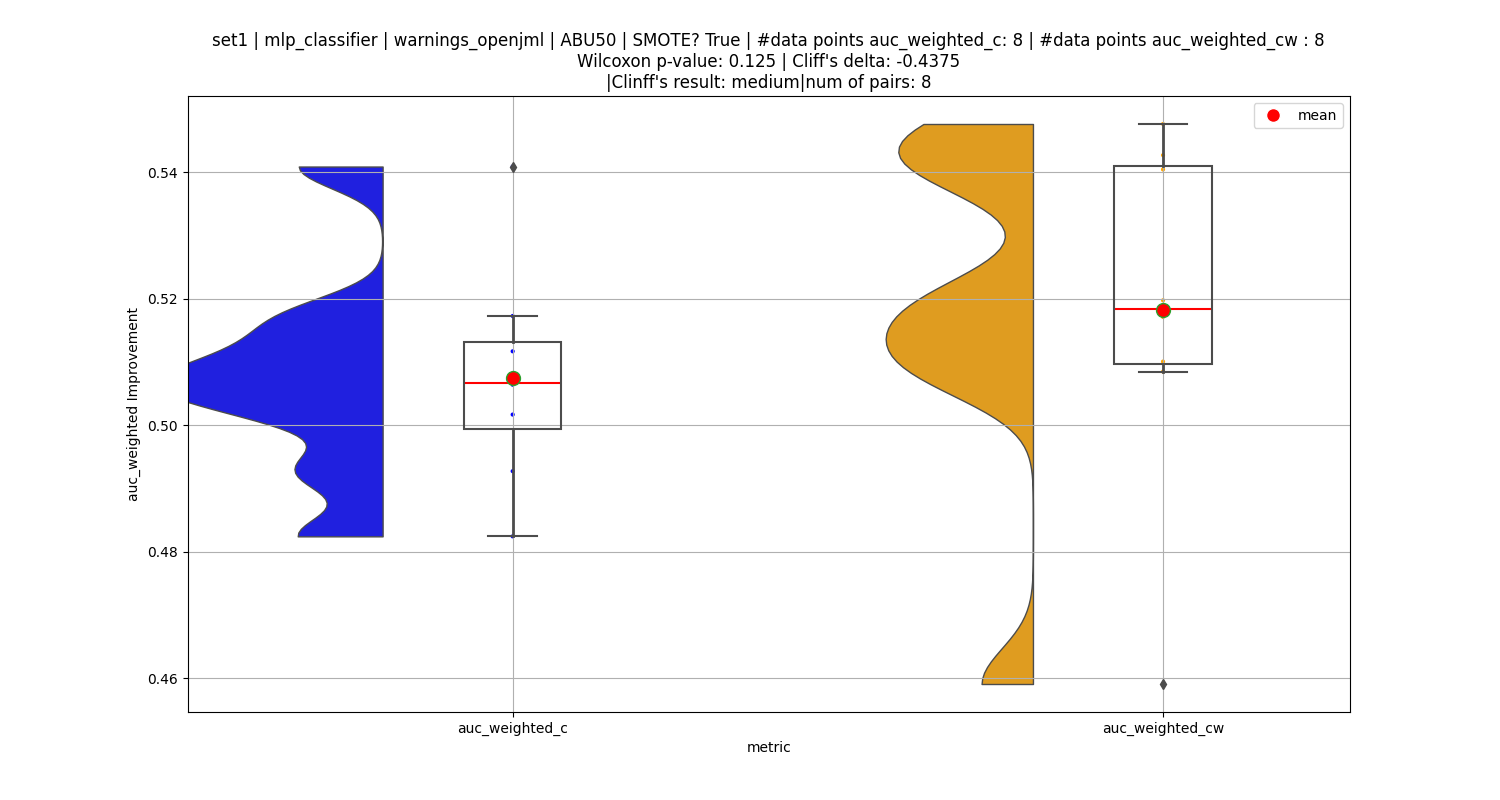 set1 | mlp_classifier | warnings_openjml | ABU50 | SMOTE? True | #data points auc_weighted_c: 8 | #data points auc_weighted_cw : 8
Wilcoxon p-value: 0.125 | Cliff's delta: -0.4375
|Clinff's result: medium|num of pairs: 8
mean
0.54
0.52
0.50
0.48
0.46
auc_weighted Improvement
auc_weighted_c
auc_weighted_cw
metric